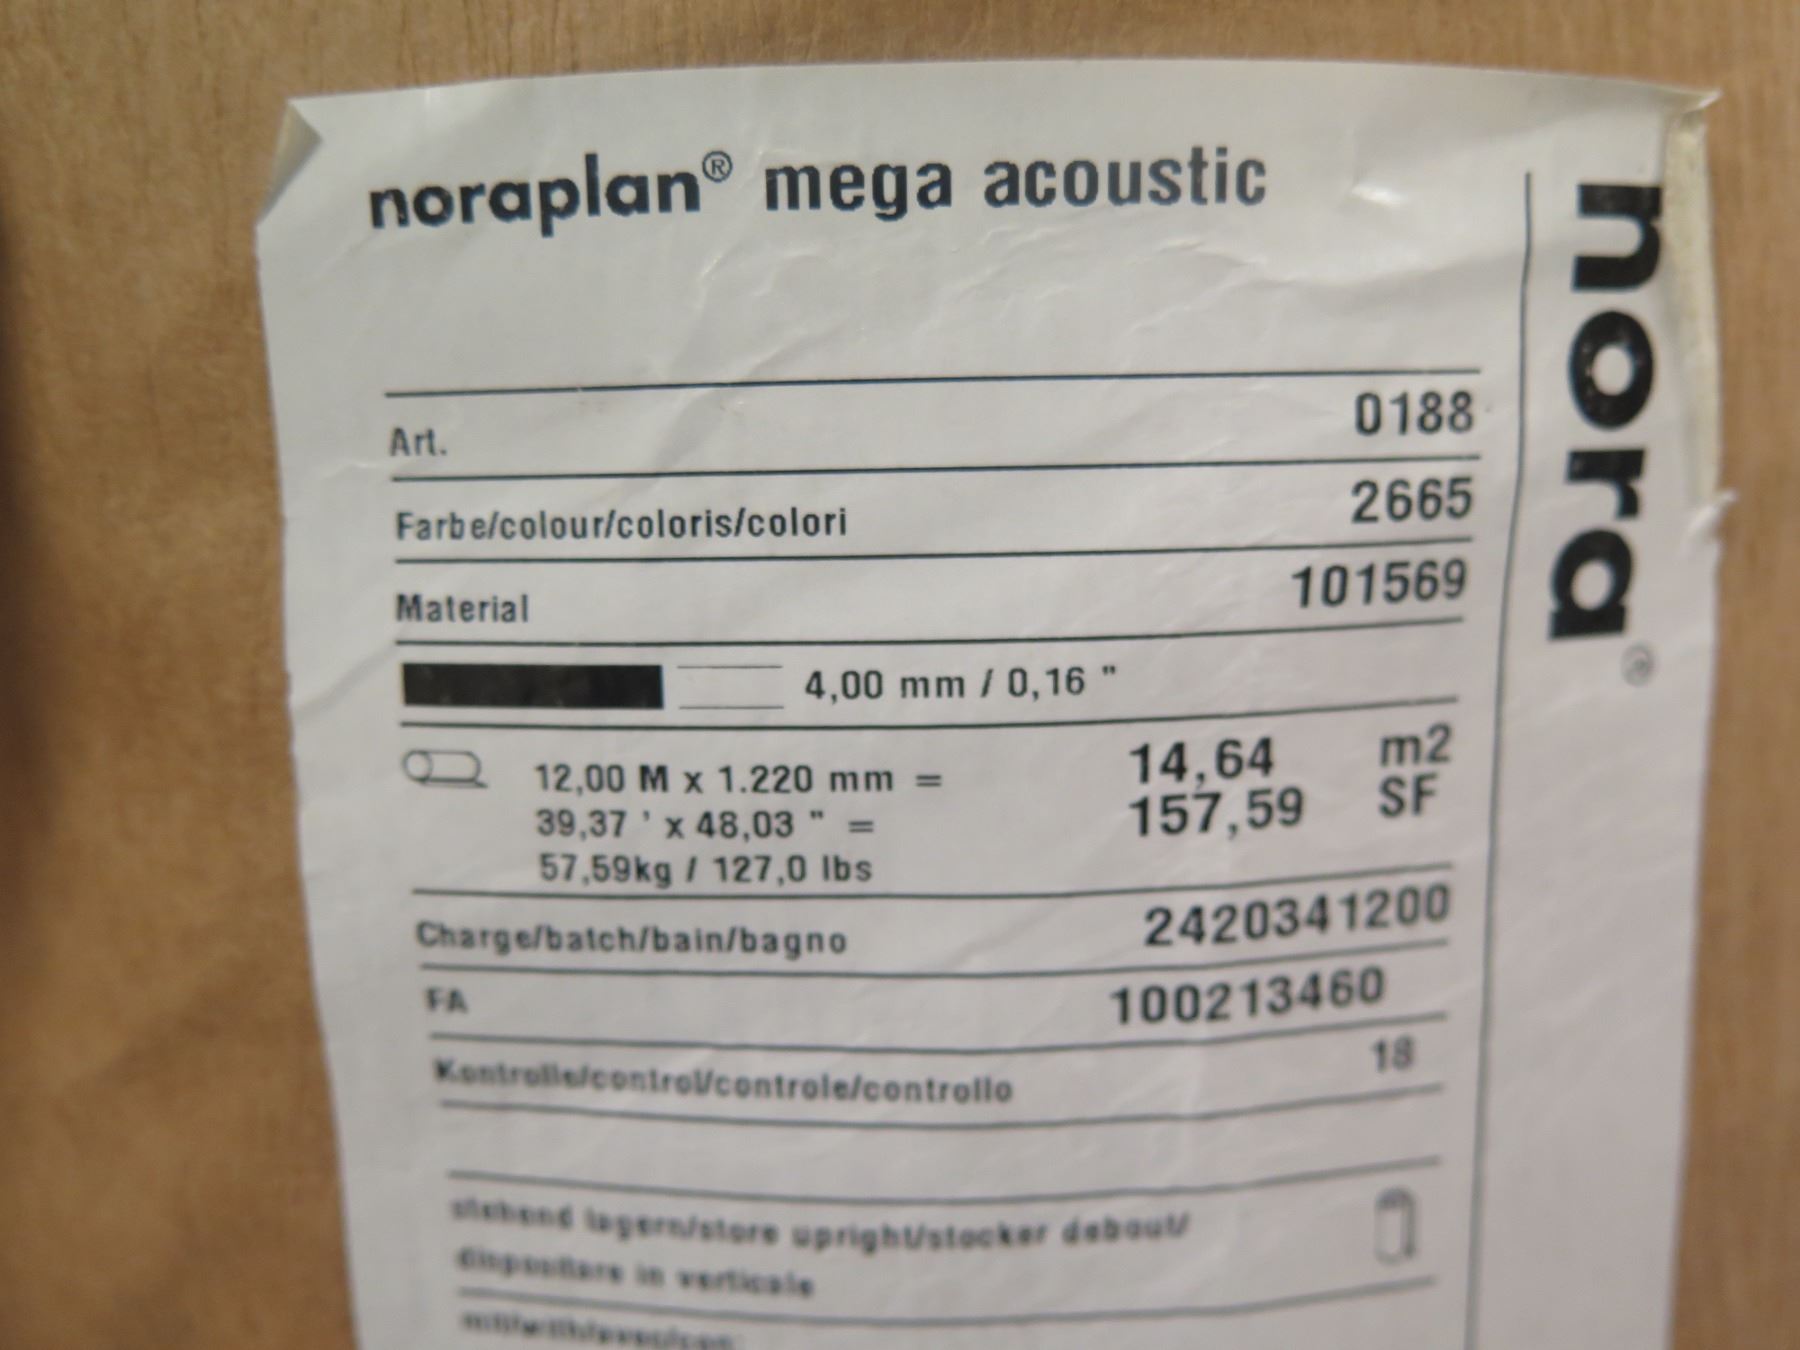 noraplan® mega acoustic
nora®
Art. 0188
Farbe/colour/coloris/colori 2665
Material 101569
4,00 mm / 0,16 "
12,00 M x 1.220 mm = 14,64 m2
39,37 ' x 48,03 " = 157,59 SF
57,59kg / 127,0 lbs
Charge/batch/bain/bagno 2420341200
FA 100213460
Kontrolle/control/controle/controllo 18
stehend lagern/store upright/stocker debout/
in verticale